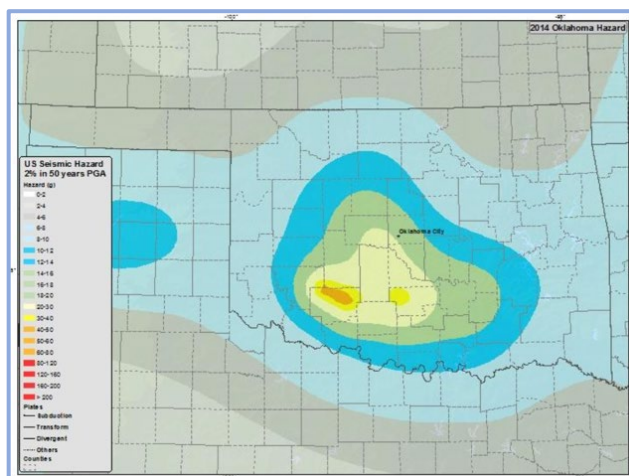 -100°
2014 Oklahoma Hazard
US Seismic Hazard
2% in 50 years PGA
Hazard (g)
0-2
2-4
4-6
6-8
8-10
10-12
12-14
14-16
16-18
18-20
20-30
30-40
40-60
60-80
80-120
120-160
160-200
> 200
Plates
Subduction
Transform
Divergent
Others
Counties
Oklahoma City